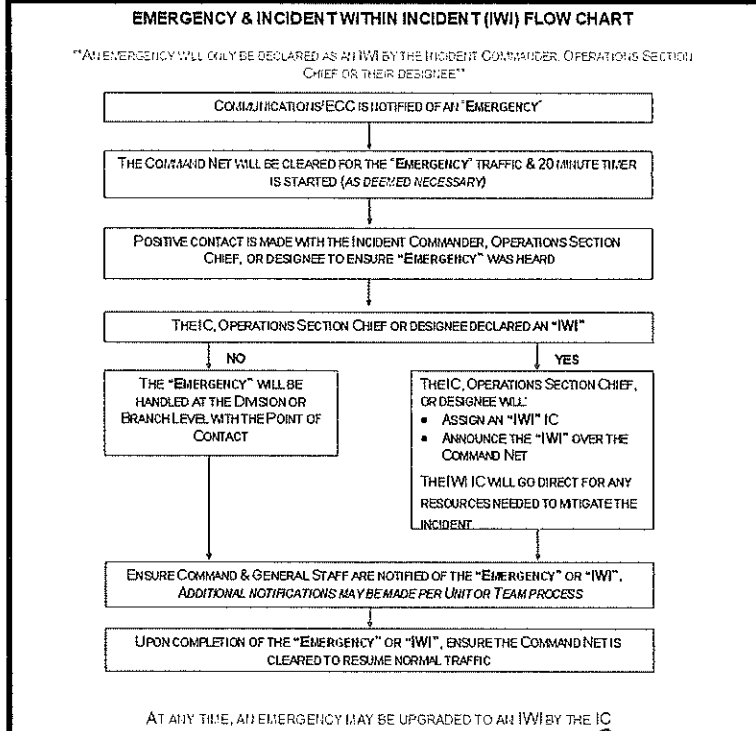 EMERGENCY & INCIDENT WITHIN INCIDENT (IWI) FLOW CHART
**AN EMERGENCY WILL ONLY BE DECLARED AS AN IWI BY THE INCIDENT COMMANDER, OPERATIONS SECTION
CHIEF OR THEIR DESIGNEE**
COMMUNICATIONS/ECC IS NOTIFIED OF AN "EMERGENCY"
THE COMMAND NET WILL BE CLEARED FOR THE "EMERGENCY" TRAFFIC & 20 MINUTE TIMER
IS STARTED (AS DEEMED NECESSARY)
POSITIVE CONTACT IS MADE WITH THE INCIDENT COMMANDER, OPERATIONS SECTION
CHIEF, OR DESIGNEE TO ENSURE "EMERGENCY" WAS HEARD
THE IC, OPERATIONS SECTION CHIEF OR DESIGNEE DECLARED AN "IWI"
NO
YES
THE "EMERGENCY" WILL BE
HANDLED AT THE DIVISION OR
BRANCH LEVEL WITH THE POINT OF
CONTACT
THE IC, OPERATIONS SECTION CHIEF,
OR DESIGNEE WILL:
• ASSIGN AN "IWI" IC
• ANNOUNCE THE "IWI" OVER THE
COMMAND NET
THE IWI IC WILL GO DIRECT FOR ANY
RESOURCES NEEDED TO MITIGATE THE
INCIDENT
ENSURE COMMAND & GENERAL STAFF ARE NOTIFIED OF THE "EMERGENCY" OR "IWI",
ADDITIONAL NOTIFICATIONS MAY BE MADE PER UNIT OR TEAM PROCESS
UPON COMPLETION OF THE "EMERGENCY" OR "IWI", ENSURE THE COMMAND NET IS
CLEARED TO RESUME NORMAL TRAFFIC
AT ANY TIME, AN EMERGENCY MAY BE UPGRADED TO AN IWI BY THE IC